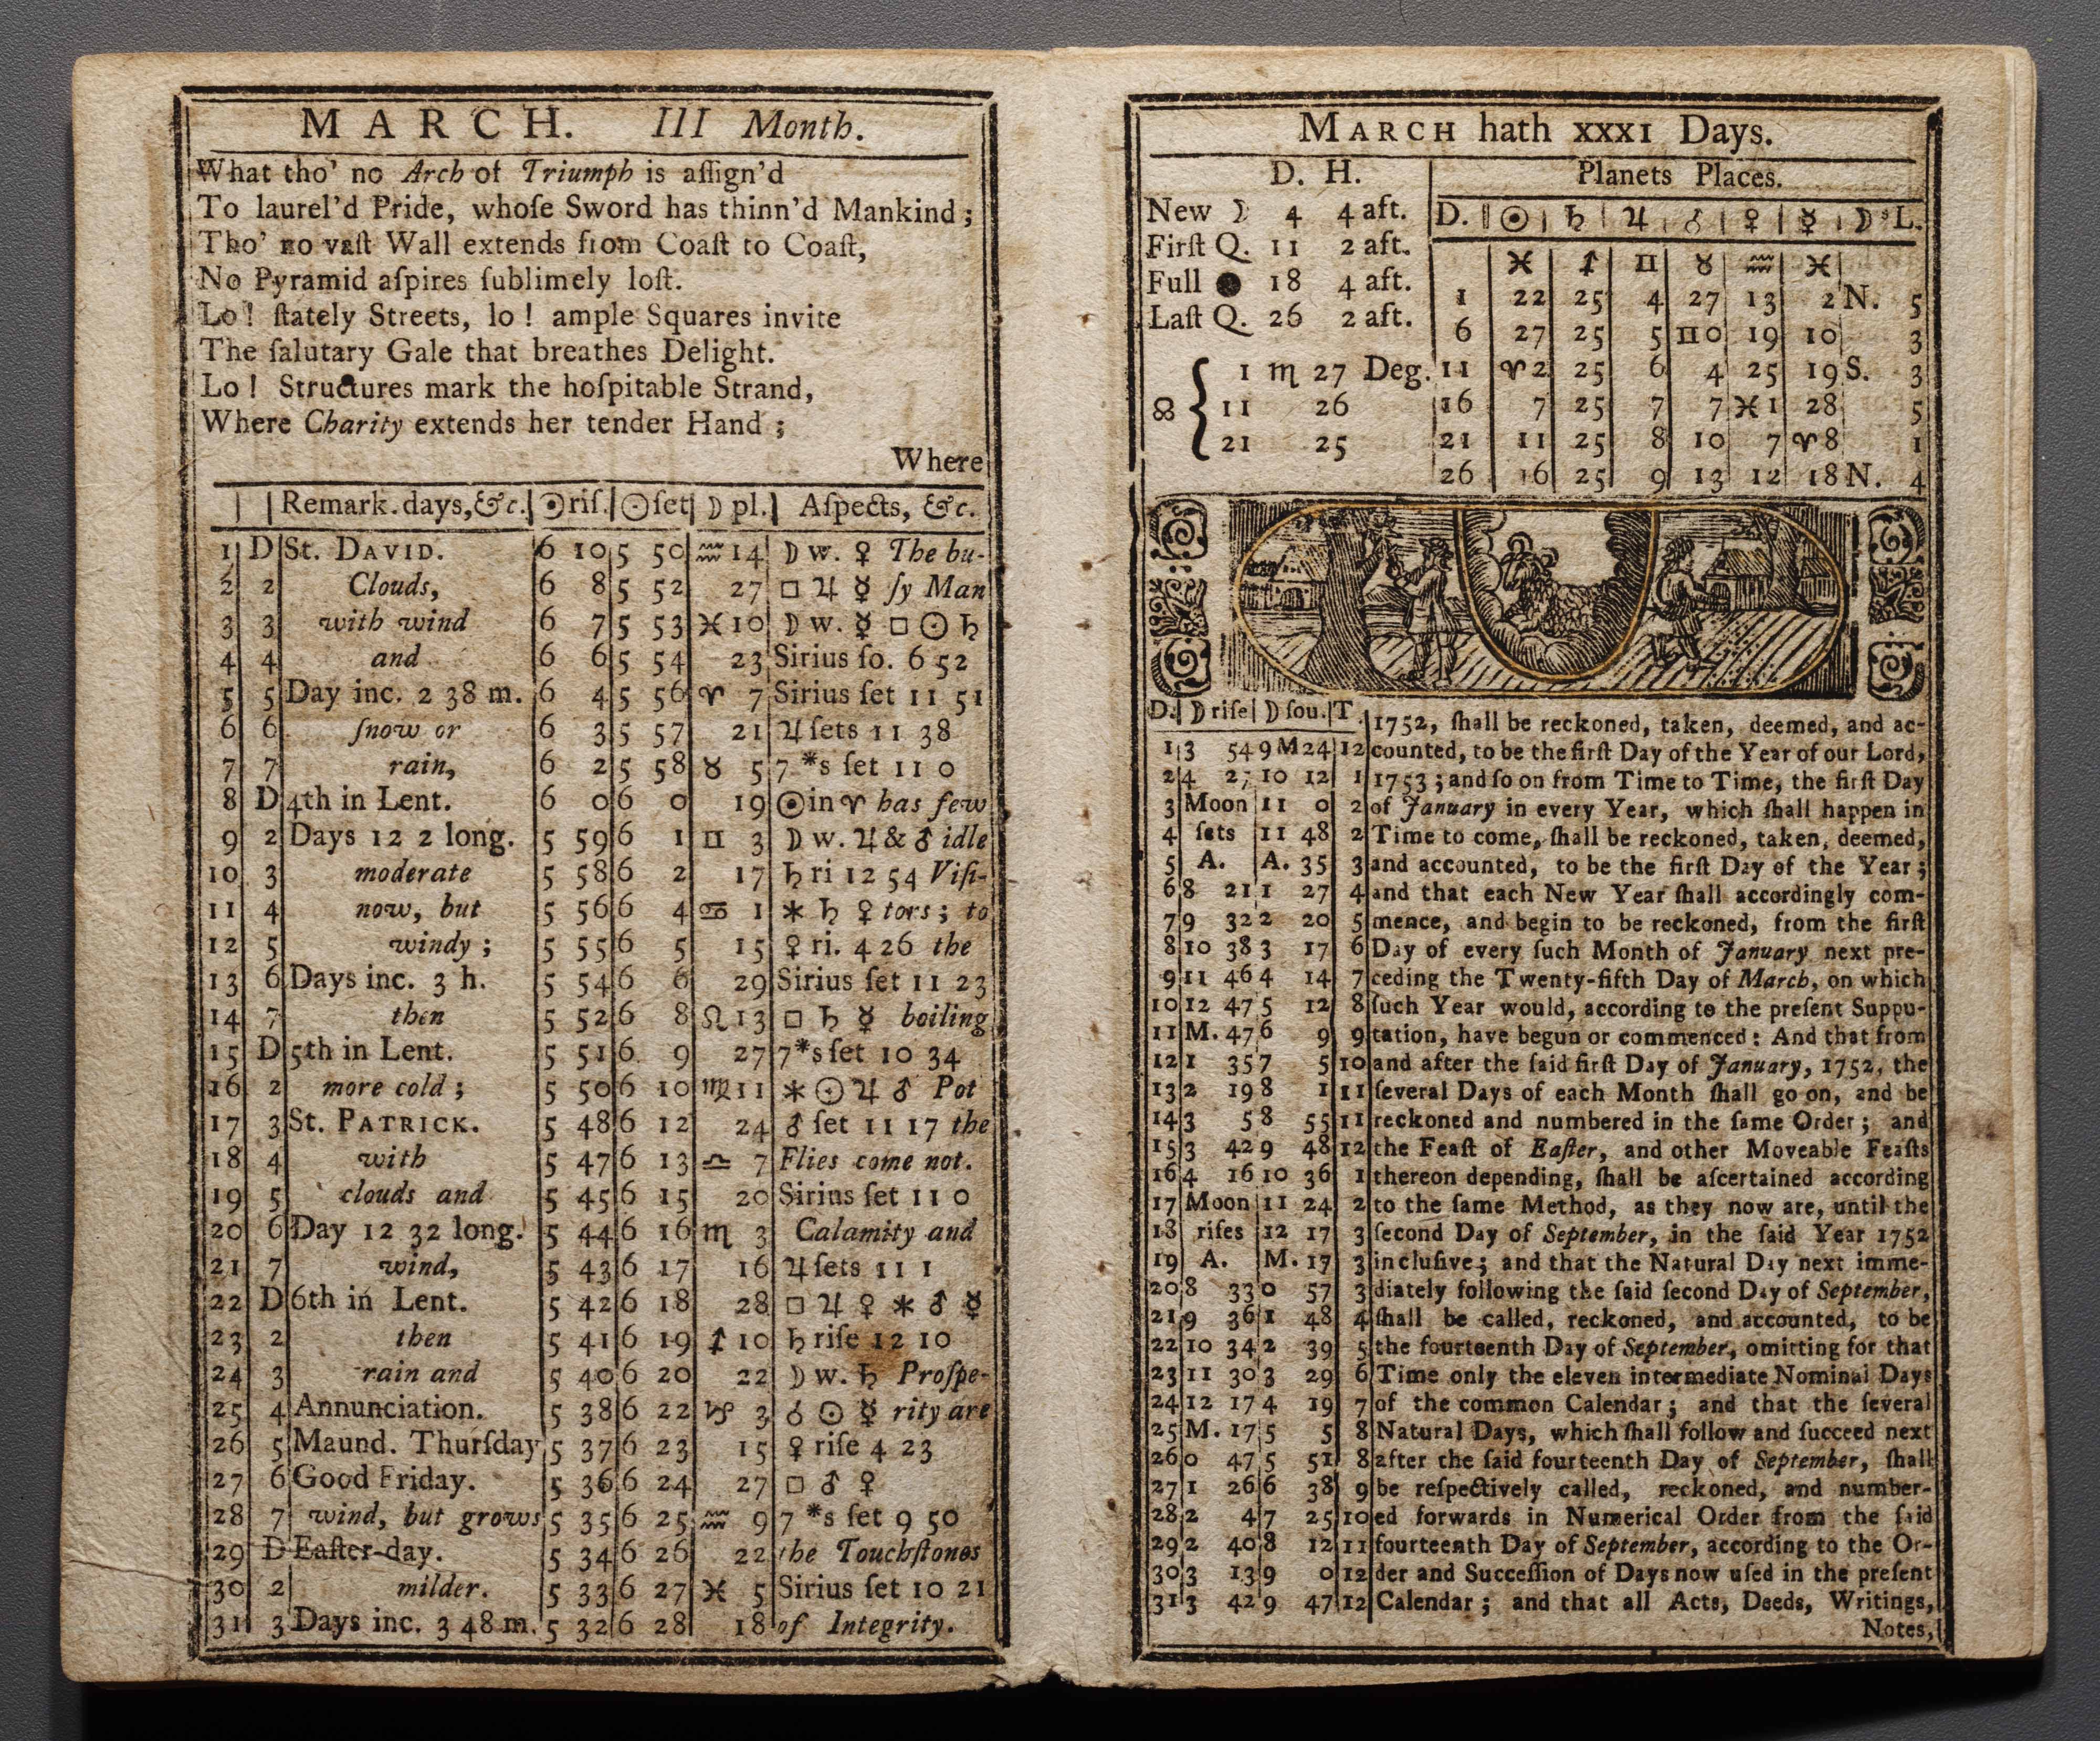 MARCH. III Month.
What tho' no Arch of Triumph is aſſign'd
To laurel'd Pride, whoſe Sword has thinn'd Mankind;
Tho' no vaſt Wall extends from Coaſt to Coaſt,
No Pyramid aſpires ſublimely loſt.
Lo! ſtately Streets, lo! ample Squares invite
The ſalutary Gale that breathes Delight.
Lo! Structures mark the hoſpitable Strand,
Where Charity extends her tender Hand;
Where
Remark.days,&c. ☉riſ. ☉ſet ☽ pl. Aſpects, &c.
1 D St. DAVID. 6 10 5 50 ♒ 14 ☽ w. ♀ The bu-
2 2 Clouds, 6 8 5 52 27 □ ♃ ☿ ſy Man
3 3 with wind 6 7 5 53 ♓ 10 ☽ w. ☿ □ ☉ ♄
4 4 and 6 6 5 54 23 Sirius ſo. 6 52
5 5 Day inc. 2 38 m. 6 4 5 56 ♈ 7 Sirius ſet 11 51
6 6 ſnow or 6 3 5 57 21 ♃ ſets 11 38
7 7 rain, 6 2 5 58 ♉ 5 7 *s ſet 11 0
8 D 4th in Lent. 6 0 6 0 19 ☉ in ♈ has few
9 2 Days 12 2 long. 5 59 6 1 ♊ 3 ☽ w. ♃ & ♂ idle
10 3 moderate 5 58 6 2 17 ♄ ri 12 54 Viſi-
11 4 now, but 5 56 6 4 ♋ 1 ⚹ ♄ ♀ tors; to
12 5 windy; 5 55 6 5 15 ♀ ri. 4 26 the
13 6 Days inc. 3 h. 5 54 6 6 29 Sirius ſet 11 23
14 7 then 5 52 6 8 ♌ 13 □ ♄ ☿ boiling
15 D 5th in Lent. 5 51 6 9 27 7*s ſet 10 34
16 2 more cold; 5 50 6 10 ♍ 11 ⚹ ☉ ♃ ♂ Pot
17 3 St. PATRICK. 5 48 6 12 24 ♂ ſet 11 17 the
18 4 with 5 47 6 13 ♎ 7 Flies come not.
19 5 clouds and 5 45 6 15 20 Sirius ſet 11 0
20 6 Day 12 32 long. 5 44 6 16 ♏ 3 Calamity and
21 7 wind, 5 43 6 17 16 ♃ ſets 11 1
22 D 6th in Lent. 5 42 6 18 28 □ ♃ ♀ ⚹ ♂ ☿
23 2 then 5 41 6 19 ♐ 10 ♄ riſe 12 10
24 3 rain and 5 40 6 20 22 ☽ w. ♄ Proſpe-
25 4 Annunciation. 5 38 6 22 ♑ 3 ☌ ☉ ☿ rity are
26 5 Maund. Thurſday 5 37 6 23 15 ♀ riſe 4 23
27 6 Good Friday. 5 36 6 24 27 □ ♂ ♀
28 7 wind, but grows 5 35 6 25 ♒ 9 7 *s ſet 9 50
29 D Eaſter-day. 5 34 6 26 22 the Touchſtones
30 2 milder. 5 33 6 27 ♓ 5 Sirius ſet 10 21
31 3 Days inc. 3 48 m. 5 32 6 28 18 of Integrity.
MARCH hath XXXI Days.
D. H.
New ☽ 4 4 aft.
Firſt Q. 11 2 aft.
Full ● 18 4 aft.
Laſt Q. 26 2 aft.
☊ { 1 ♏ 27 Deg.
11 26
21 25
Planets Places.
D. ☉ ♄ ♃ ♂ ♀ ☿ ☽'s L.
♓ ♐ ♊ ♉ ♒ ♓
1 22 25 4 27 13 2 N. 5
6 27 25 5 ♊ 0 19 10 3
11 ♈ 2 25 6 4 25 19 S. 3
16 7 25 7 7 ♓ 1 28 5
21 11 25 8 10 7 ♈ 8 1
26 16 25 9 13 12 18 N. 4
D. ☽ riſe ☽ ſou. T.
1 3 54 9 M 24 12
2 4 27 10 12 1
3 Moon 11 0 2
4 ſets 11 48 2
5 A. A. 35 3
6 8 21 1 27 4
7 9 32 2 20 5
8 10 38 3 17 6
9 11 46 4 14 7
10 12 47 5 12 8
11 M. 47 6 9 9
12 1 35 7 5 10
13 2 19 8 1 11
14 3 5 8 55 11
15 3 42 9 48 12
16 4 16 10 36 1
17 Moon 11 24 2
18 riſes 12 17 3
19 A. M. 17 3
20 8 33 0 57 3
21 9 36 1 48 4
22 10 34 2 39 5
23 11 30 3 29 6
24 12 17 4 19 7
25 M. 17 5 5 8
26 0 47 5 51 8
27 1 26 6 38 9
28 2 4 7 25 10
29 2 40 8 12 11
30 3 13 9 0 12
31 3 42 9 47 12
1752, ſhall be reckoned, taken, deemed, and ac-
counted, to be the firſt Day of the Year of our Lord,
1753; and ſo on from Time to Time, the firſt Day
of January in every Year, which ſhall happen in
Time to come, ſhall be reckoned, taken, deemed,
and accounted, to be the firſt Day of the Year;
and that each New Year ſhall accordingly com-
mence, and begin to be reckoned, from the firſt
Day of every ſuch Month of January next pre-
ceding the Twenty-fifth Day of March, on which
ſuch Year would, according to the preſent Suppu-
tation, have begun or commenced: And that from
and after the ſaid firſt Day of January, 1752, the
ſeveral Days of each Month ſhall go on, and be
reckoned and numbered in the ſame Order; and
the Feaſt of Eaſter, and other Moveable Feaſts
thereon depending, ſhall be aſcertained according
to the ſame Method, as they now are, until the
ſecond Day of September, in the ſaid Year 1752
incluſive; and that the Natural Day next imme-
diately following the ſaid ſecond Day of September,
ſhall be called, reckoned, and accounted, to be
the fourteenth Day of September, omitting for that
Time only the eleven intermediate Nominal Days
of the common Calendar; and that the ſeveral
Natural Days, which ſhall follow and ſucceed next
after the ſaid fourteenth Day of September, ſhall
be reſpectively called, reckoned, and number-
ed forwards in Numerical Order from the ſaid
fourteenth Day of September, according to the Or-
der and Succeſſion of Days now uſed in the preſent
Calendar; and that all Acts, Deeds, Writings,
Notes,